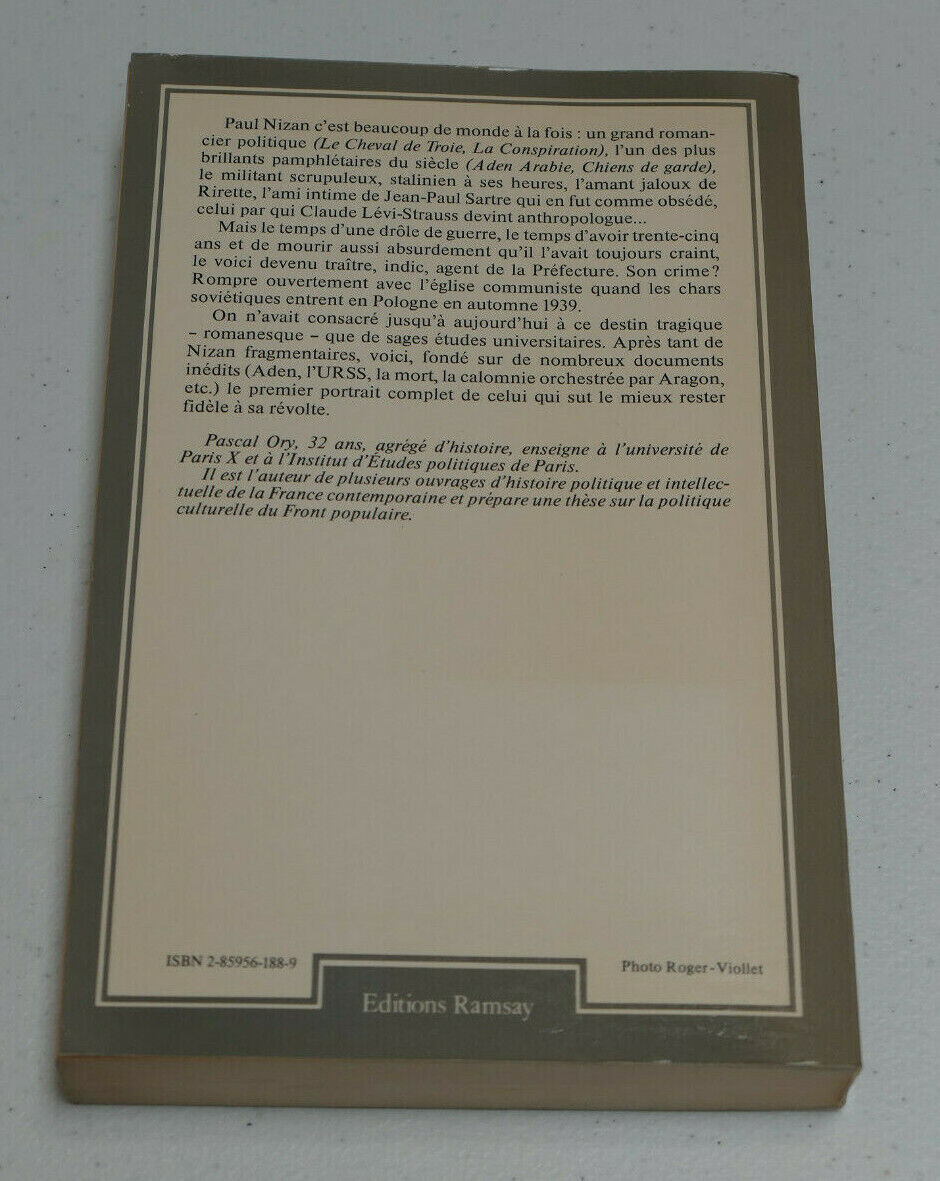 Paul Nizan c'est beaucoup de monde à la fois : un grand roman-
cier politique (Le Cheval de Troie, La Conspiration), l'un des plus
brillants pamphlétaires du siècle (Aden Arabie, Chiens de garde),
le militant scrupuleux, stalinien à ses heures, l'amant jaloux de
Rirette, l'ami intime de Jean-Paul Sartre qui en fut comme obsédé,
celui par qui Claude Lévi-Strauss devint anthropologue...
Mais le temps d'une drôle de guerre, le temps d'avoir trente-cinq
ans et de mourir aussi absurdement qu'il l'avait toujours craint,
le voici devenu traître, indic, agent de la Préfecture. Son crime?
Rompre ouvertement avec l'église communiste quand les chars
soviétiques entrent en Pologne en automne 1939.
On n'avait consacré jusqu'à aujourd'hui à ce destin tragique
– romanesque – que de sages études universitaires. Après tant de
Nizan fragmentaires, voici, fondé sur de nombreux documents
inédits (Aden, l'URSS, la mort, la calomnie orchestrée par Aragon,
etc.) le premier portrait complet de celui qui sut le mieux rester
fidèle à sa révolte.
Pascal Ory, 32 ans, agrégé d'histoire, enseigne à l'université de
Paris X et à l'Institut d'Études politiques de Paris.
Il est l'auteur de plusieurs ouvrages d'histoire politique et intellec-
tuelle de la France contemporaine et prépare une thèse sur la politique
culturelle du Front populaire.
ISBN 2-85956-188-9
Photo Roger-Viollet
Editions Ramsay